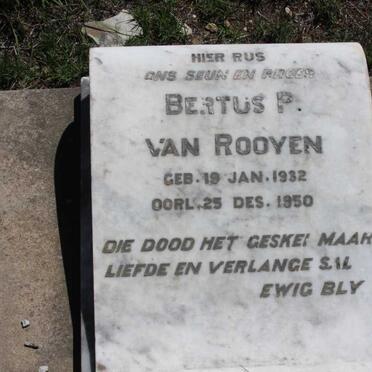 HIER RUS
ONS SEUN EN BROER
BERTUS P.
VAN ROOYEN
GEB. 19 JAN. 1932
OORL. 25 DES. 1950
DIE DOOD HET GESKEI MAAR
LIEFDE EN VERLANGE SAL
EWIG BLY